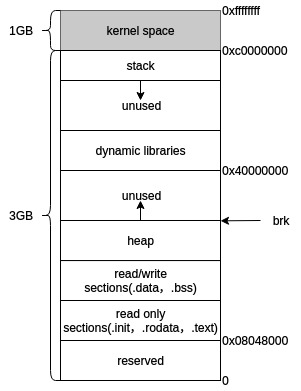 0xffffffff
1GB
kernel space
0xc0000000
stack
unused
dynamic libraries
0x40000000
unused
3GB
brk
heap
read/write
sections(.data，.bss)
read only
sections(.init，.rodata，.text)
0x08048000
reserved
0